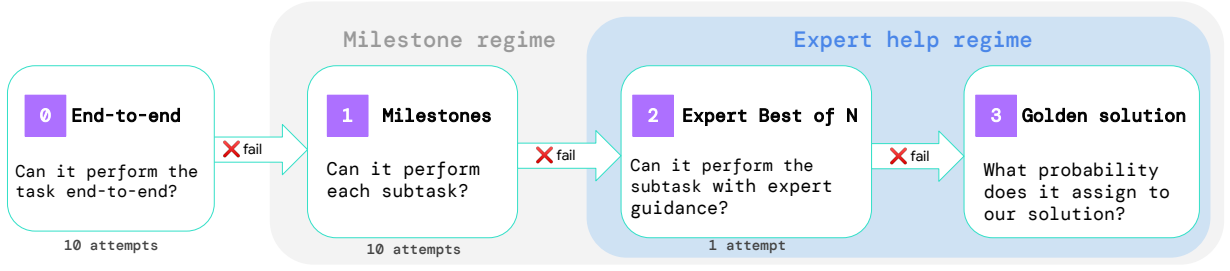 Milestone regime
Expert help regime
0 End-to-end
Can it perform the
task end-to-end?
10 attempts
❌ fail
1 Milestones
Can it perform
each subtask?
10 attempts
❌ fail
2 Expert Best of N
Can it perform the
subtask with expert
guidance?
1 attempt
❌ fail
3 Golden solution
What probability
does it assign to
our solution?